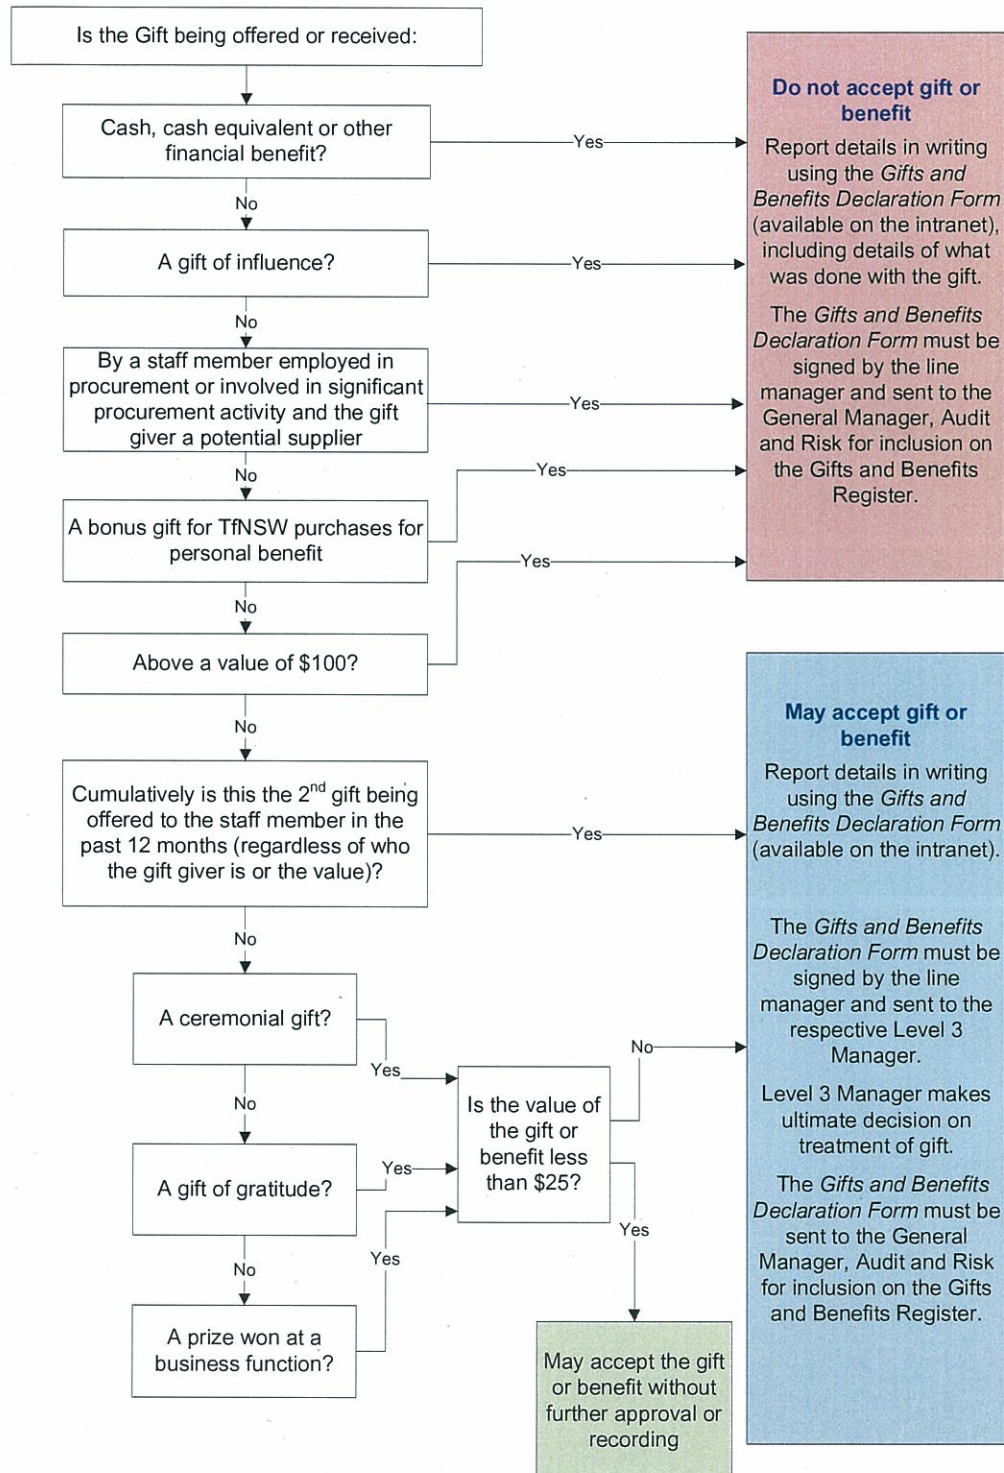 Is the Gift being offered or received:
Cash, cash equivalent or other
financial benefit?
Yes
No
A gift of influence?
Yes
No
By a staff member employed in
procurement or involved in significant
procurement activity and the gift
giver a potential supplier
Yes
No
A bonus gift for TfNSW purchases for
personal benefit
Yes
No
Above a value of $100?
Yes
No
Cumulatively is this the 2nd gift being
offered to the staff member in the
past 12 months (regardless of who
the gift giver is or the value)?
Yes
No
A ceremonial gift?
Yes
No
A gift of gratitude?
Yes
No
A prize won at a
business function?
Yes
Is the value of
the gift or
benefit less
than $25?
No
Yes
May accept the gift
or benefit without
further approval or
recording
Do not accept gift or
benefit
Report details in writing
using the Gifts and
Benefits Declaration Form
(available on the intranet),
including details of what
was done with the gift.
The Gifts and Benefits
Declaration Form must be
signed by the line
manager and sent to the
General Manager, Audit
and Risk for inclusion on
the Gifts and Benefits
Register.
May accept gift or
benefit
Report details in writing
using the Gifts and
Benefits Declaration Form
(available on the intranet).
The Gifts and Benefits
Declaration Form must be
signed by the line
manager and sent to the
respective Level 3
Manager.
Level 3 Manager makes
ultimate decision on
treatment of gift.
The Gifts and Benefits
Declaration Form must be
sent to the General
Manager, Audit and Risk
for inclusion on the Gifts
and Benefits Register.